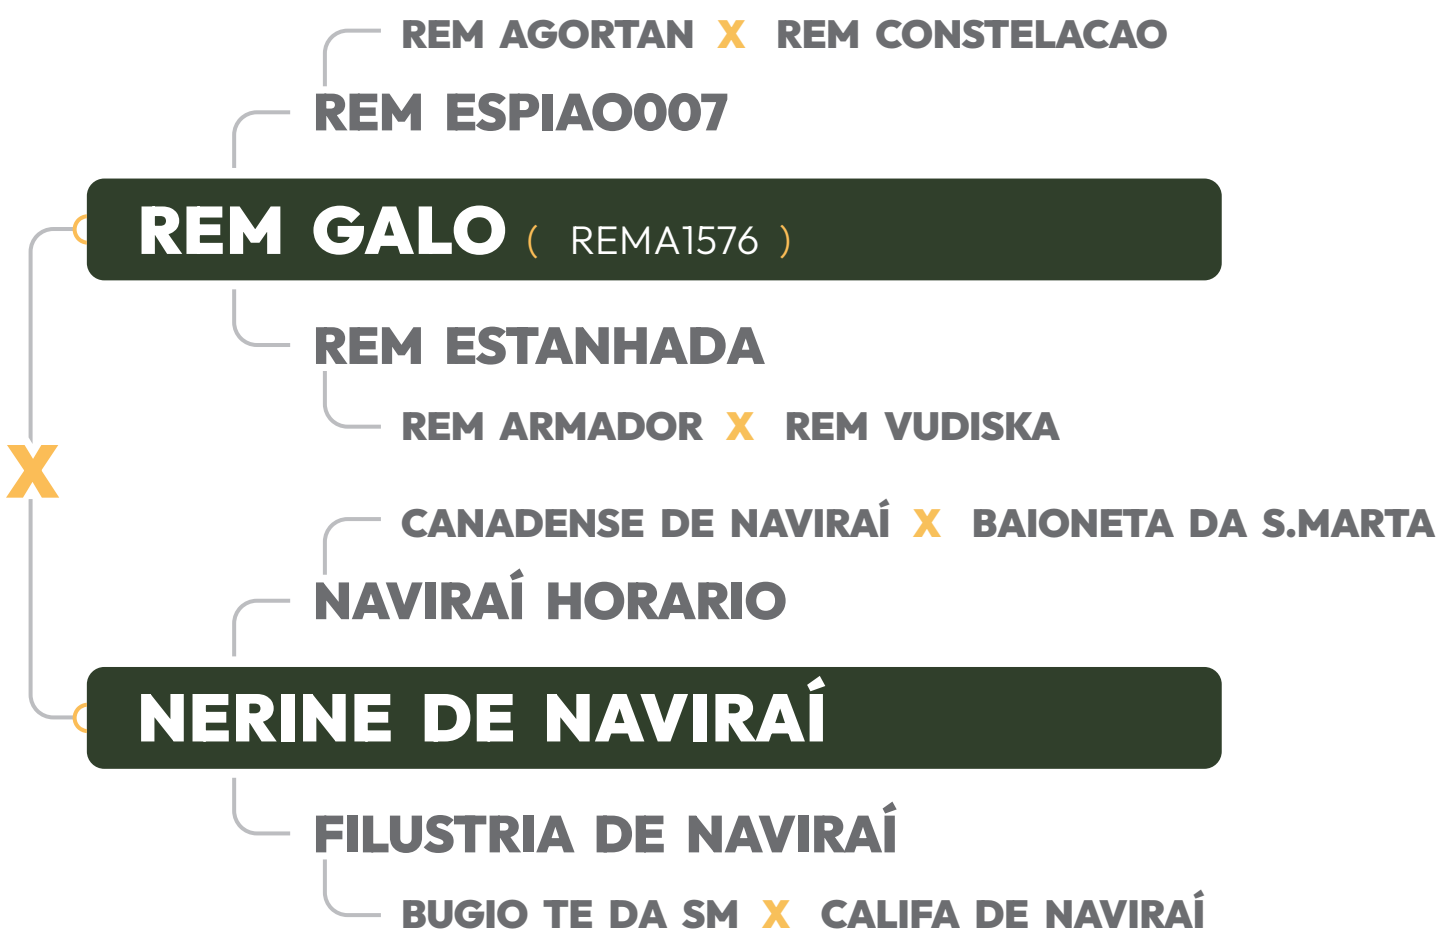 REM AGORTAN X REM CONSTELACAO
REM ESPIAO007
REM GALO ( REMA1576 )
REM ESTANHADA
REM ARMADOR X REM VUDISKA
X
CANADENSE DE NAVIRAÍ X BAIONETA DA S.MARTA
NAVIRAÍ HORARIO
NERINE DE NAVIRAÍ
FILUSTRIA DE NAVIRAÍ
BUGIO TE DA SM X CALIFA DE NAVIRAÍ